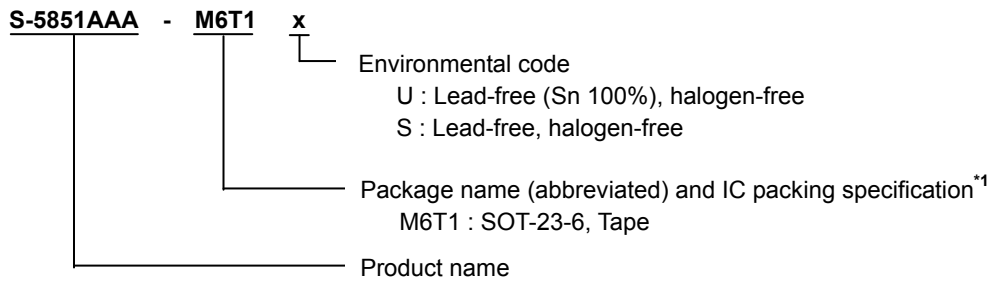 S-5851AAA - M6T1 x
Environmental code
U : Lead-free (Sn 100%), halogen-free
S : Lead-free, halogen-free
Package name (abbreviated) and IC packing specification*1
M6T1 : SOT-23-6, Tape
Product name